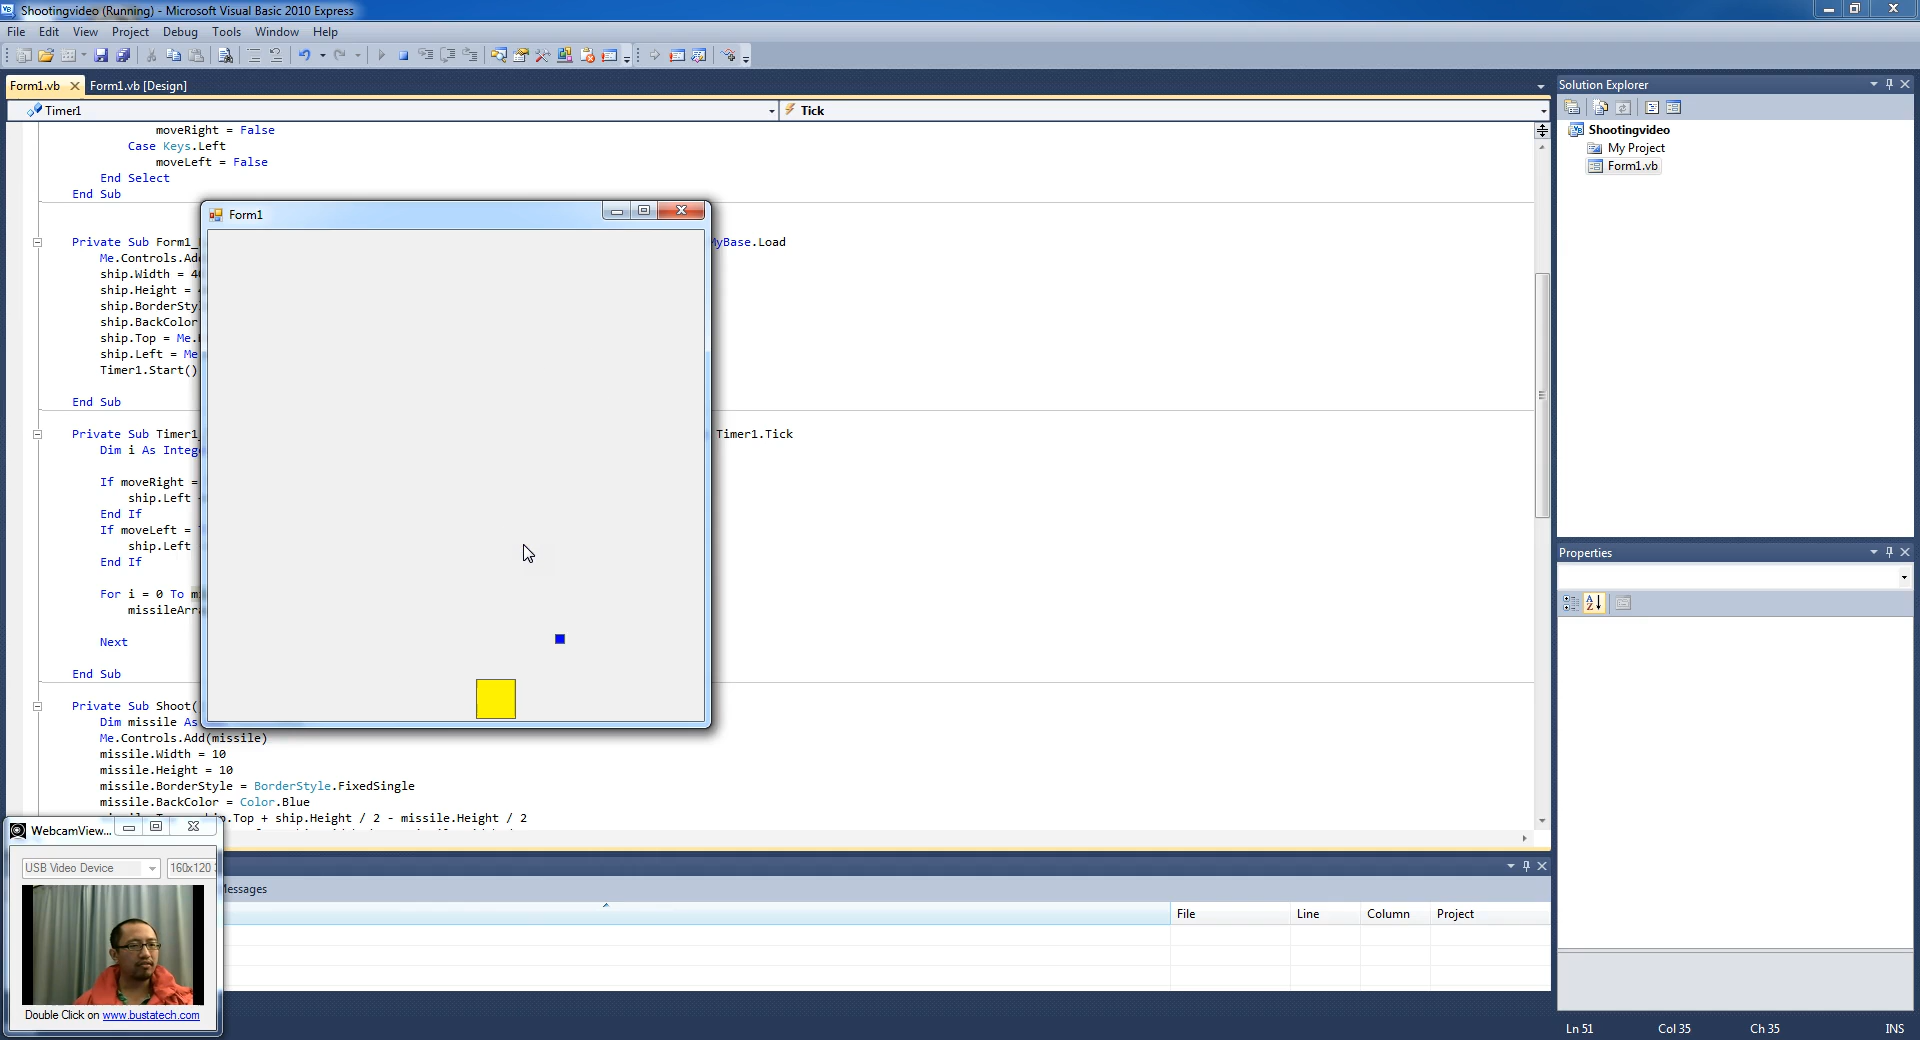 Shootingvideo (Running) - Microsoft Visual Basic 2010 Express
File Edit View Project Debug Tools Window Help
Form1.vb Form1.vb [Design]
Timer1 Tick
moveRight = False
Case Keys.Left
moveLeft = False
End Select
End Sub
Private Sub Form1_ MyBase.Load
Me.Controls.Add
ship.Width = 40
ship.Height =
ship.BorderSty
ship.BackColor
ship.Top = Me.
ship.Left = Me
Timer1.Start()
End Sub
Private Sub Timer1_ Timer1.Tick
Dim i As Integ
If moveRight =
ship.Left
End If
If moveLeft =
ship.Left
End If
For i = 0 To m
missileArr
Next
End Sub
Private Sub Shoot(
Dim missile As
Me.Controls.Add(missile)
missile.Width = 10
missile.Height = 10
missile.BorderStyle = BorderStyle.FixedSingle
missile.BackColor = Color.Blue
.Top + ship.Height / 2 - missile.Height / 2
Form1
WebcamView...
USB Video Device 160x120
Double Click on www.bustatech.com
Messages
File Line Column Project
Solution Explorer
Shootingvideo
My Project
Form1.vb
Properties
Ln 51 Col 35 Ch 35 INS